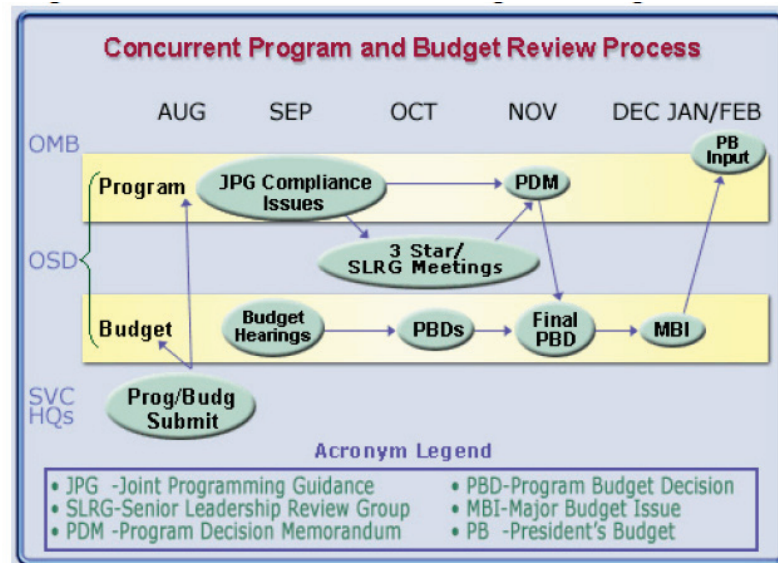 Concurrent Program and Budget Review Process
AUG SEP OCT NOV DEC JAN/FEB
OMB
PB
Input
Program
JPG Compliance
Issues
PDM
OSD
3 Star/
SLRG Meetings
Budget
Budget
Hearings
PBDs
Final
PBD
MBI
SVC
HQs
Prog/Budg
Submit
Acronym Legend
• JPG -Joint Programming Guidance
• SLRG-Senior Leadership Review Group
• PDM -Program Decision Memorandum
• PBD-Program Budget Decision
• MBI-Major Budget Issue
• PB -President's Budget